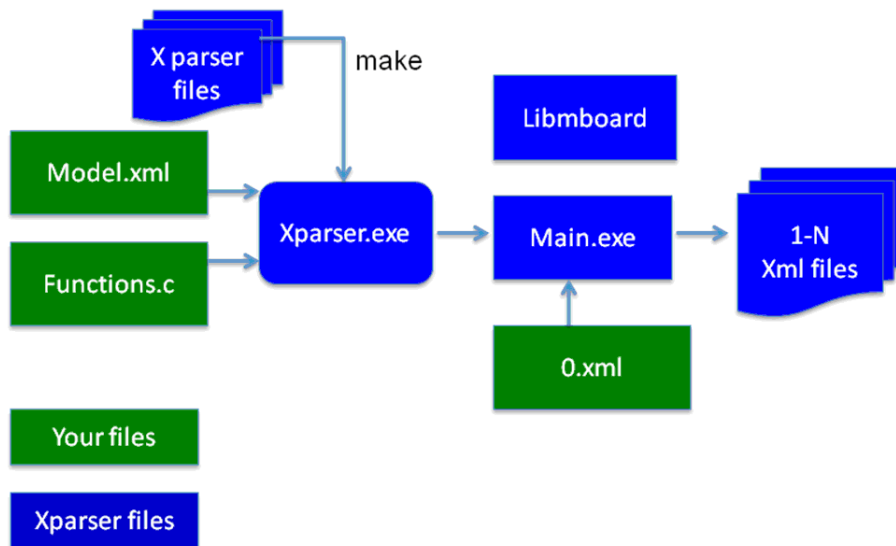 X parser
files
make
Libmboard
Model.xml
Xparser.exe
Main.exe
1-N
Xml files
Functions.c
0.xml
Your files
Xparser files